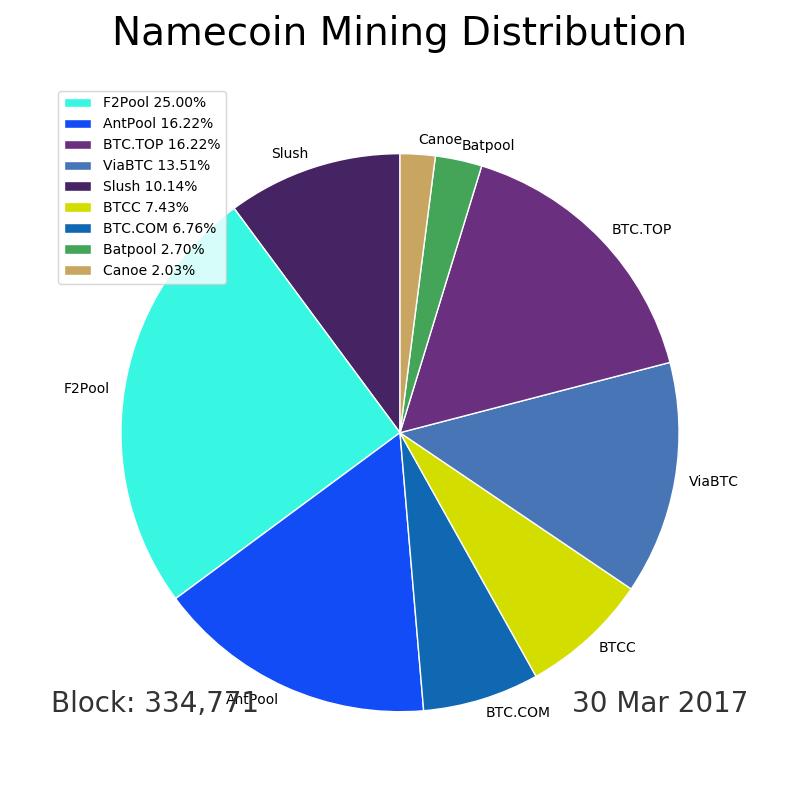 Namecoin Mining Distribution
F2Pool 25.00%
AntPool 16.22%
BTC.TOP 16.22%
ViaBTC 13.51%
Slush 10.14%
BTCC 7.43%
BTC.COM 6.76%
Batpool 2.70%
Canoe 2.03%
Canoe
Batpool
Slush
BTC.TOP
F2Pool
ViaBTC
BTCC
AntPool
BTC.COM
Block: 334,771
30 Mar 2017